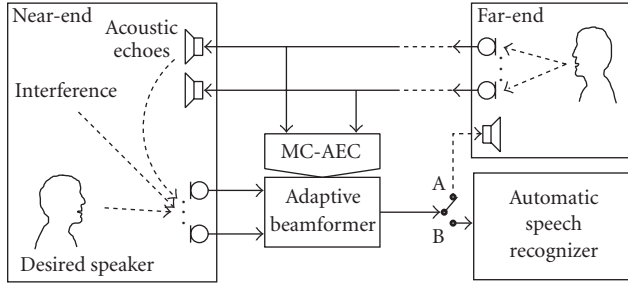 Near-end
Far-end
Acoustic
echoes
Interference
MC-AEC
Adaptive
beamformer
A
B
Automatic
speech
recognizer
Desired speaker